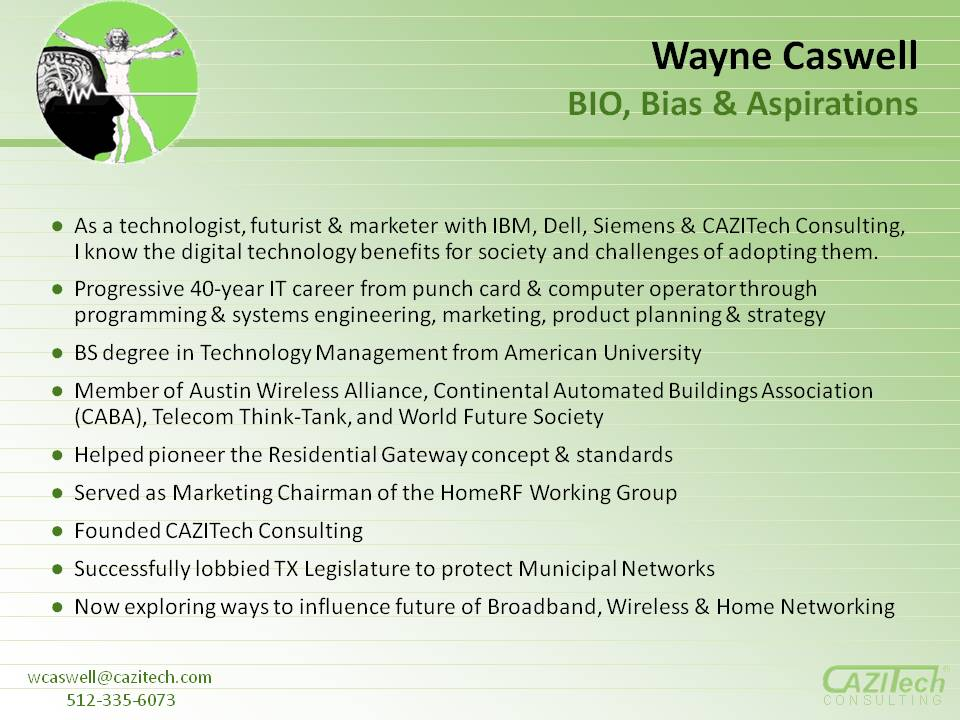 Wayne Caswell
BIO, Bias & Aspirations
● As a technologist, futurist & marketer with IBM, Dell, Siemens & CAZITech Consulting,
I know the digital technology benefits for society and challenges of adopting them.
● Progressive 40-year IT career from punch card & computer operator through
programming & systems engineering, marketing, product planning & strategy
● BS degree in Technology Management from American University
● Member of Austin Wireless Alliance, Continental Automated Buildings Association
(CABA), Telecom Think-Tank, and World Future Society
● Helped pioneer the Residential Gateway concept & standards
● Served as Marketing Chairman of the HomeRF Working Group
● Founded CAZITech Consulting
● Successfully lobbied TX Legislature to protect Municipal Networks
● Now exploring ways to influence future of Broadband, Wireless & Home Networking
wcaswell@cazitech.com
512-335-6073
CAZITech®
CONSULTING